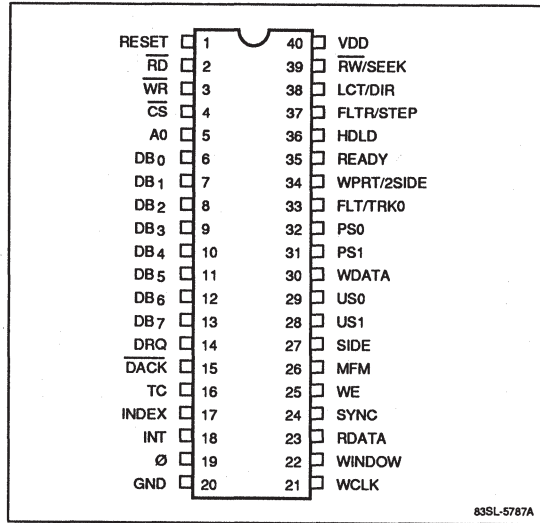 RESET 1 40 VDD
RD 2 39 RW/SEEK
WR 3 38 LCT/DIR
CS 4 37 FLTR/STEP
A0 5 36 HDLD
DB0 6 35 READY
DB1 7 34 WPRT/2SIDE
DB2 8 33 FLT/TRK0
DB3 9 32 PS0
DB4 10 31 PS1
DB5 11 30 WDATA
DB6 12 29 US0
DB7 13 28 US1
DRQ 14 27 SIDE
DACK 15 26 MFM
TC 16 25 WE
INDEX 17 24 SYNC
INT 18 23 RDATA
Ø 19 22 WINDOW
GND 20 21 WCLK
83SL-5787A